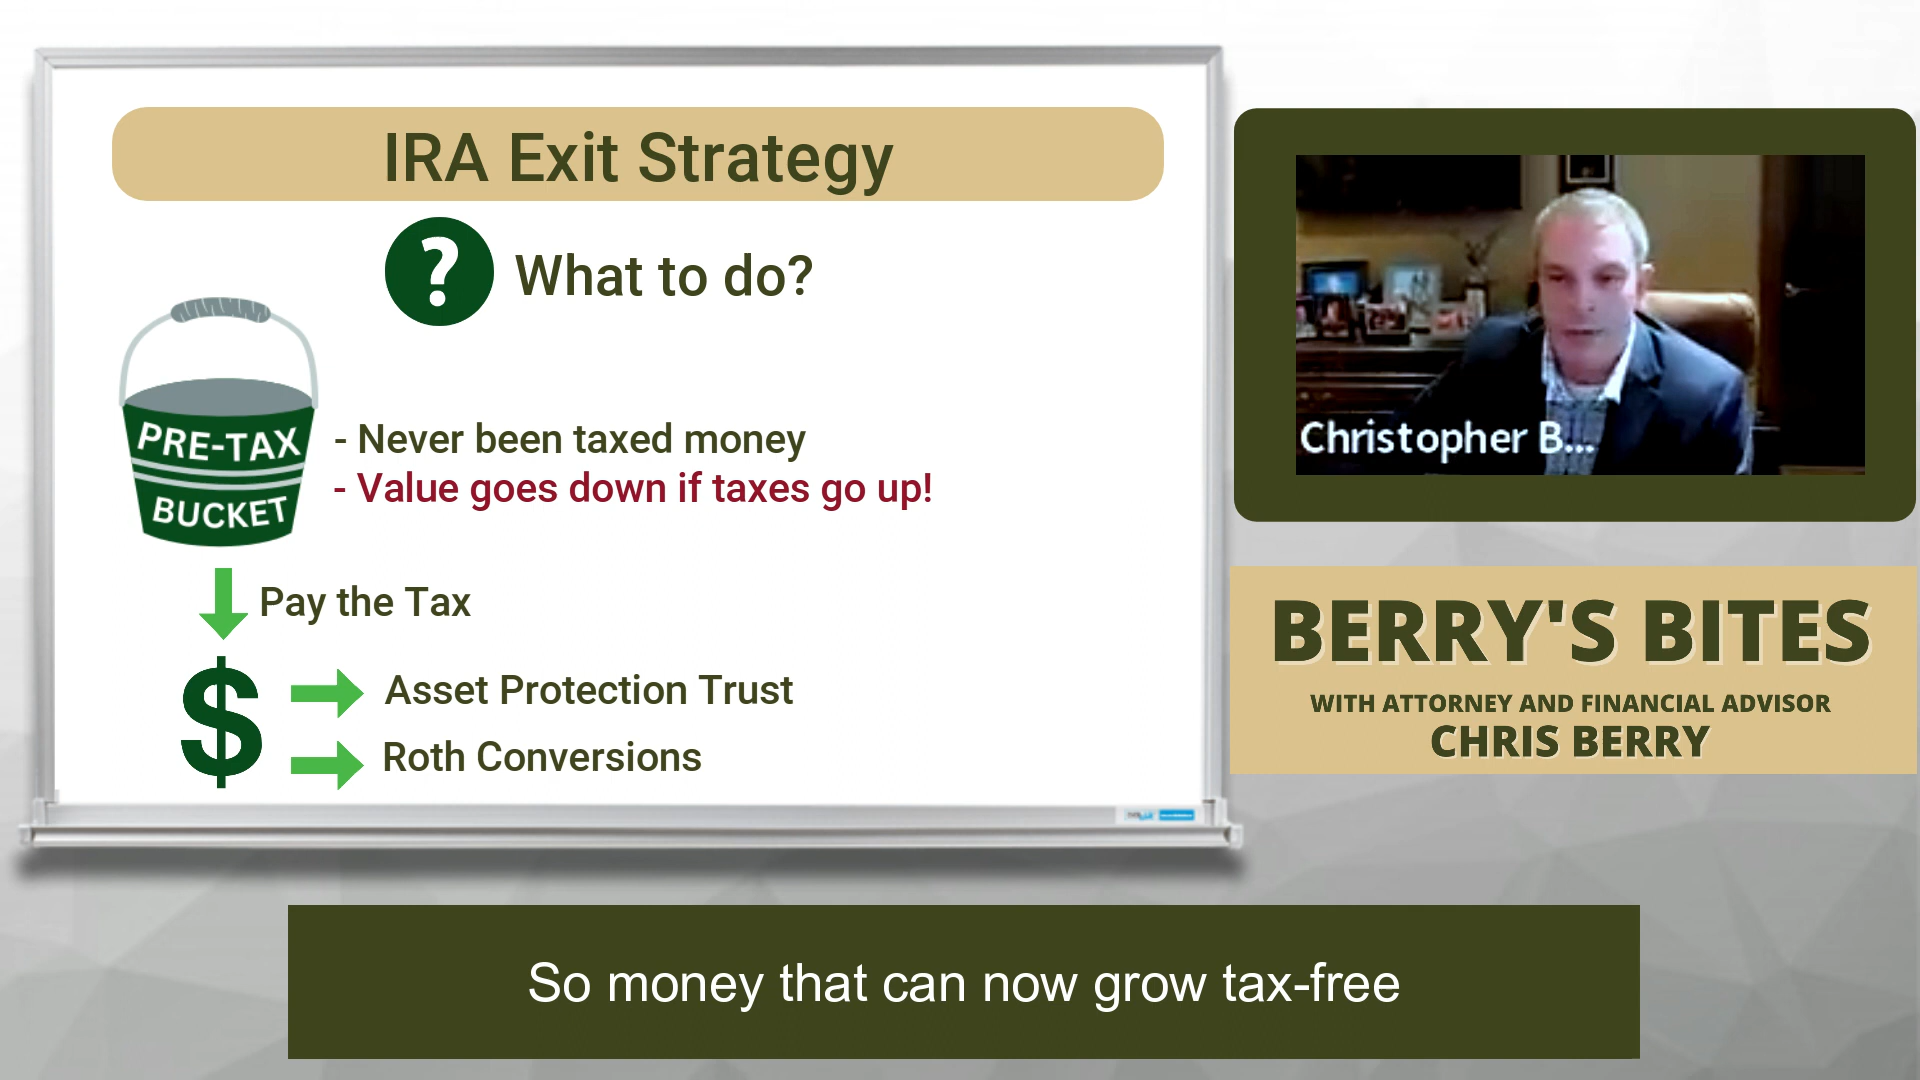 IRA Exit Strategy
?
What to do?
PRE-TAX
BUCKET
- Never been taxed money
- Value goes down if taxes go up!
Pay the Tax
$
Asset Protection Trust
Roth Conversions
Christopher B...
BERRY'S BITES
WITH ATTORNEY AND FINANCIAL ADVISOR
CHRIS BERRY
So money that can now grow tax-free